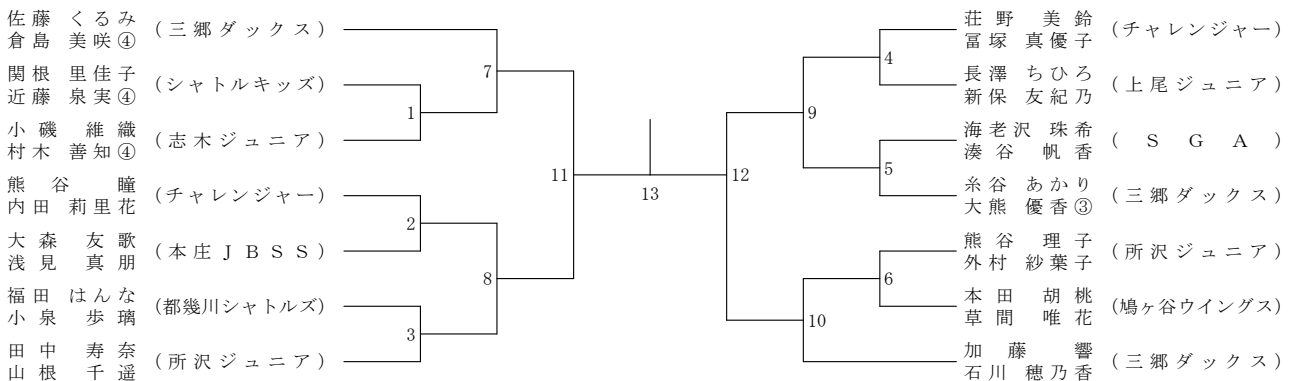 佐藤 くるみ
倉島 美咲④
(三郷ダックス)
関根 里佳子
近藤 泉実④
(シャトルキッズ)
小磯 維織
村木 善知④
(志木ジュニア)
熊谷 瞳
内田 莉里花
(チャレンジャー)
大森 友歌
浅見 真朋
(本庄JBSS)
福田 はんな
小泉 歩璃
(都幾川シャトルズ)
田中 寿奈
山根 千遥
(所沢ジュニア)
1
2
3
7
8
11
13
12
9
10
4
5
6
荘野 美鈴
冨塚 真優子
(チャレンジャー)
長澤 ちひろ
新保 友紀乃
(上尾ジュニア)
海老沢 珠希
湊谷 帆香
(SGA)
糸谷 あかり
大熊 優香③
(三郷ダックス)
熊谷 理子
外村 紗葉子
(所沢ジュニア)
本田 胡桃
草間 唯花
(鳩ヶ谷ウイングス)
加藤 響
石川 穂乃香
(三郷ダックス)